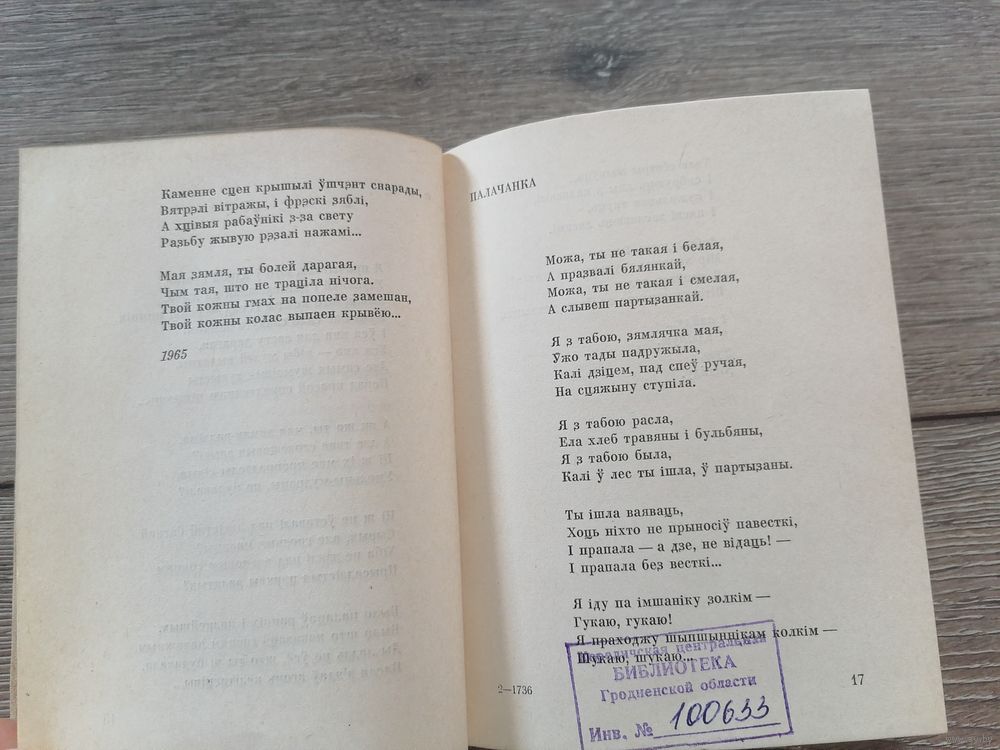 Каменне сцен крышылі ўшчэнт снарады,
Вятрэлі вітражы, і фрэскі зяблі,
А хцівыя рабаўнікі з-за свету
Разьбу жывую рэзалі нажамі...
Мая зямля, ты болей дарагая,
Чым тая, што не траціла нічога.
Твой кожны гмах на попеле замешан,
Твой кожны колас выпаен крывёю...
1965
ПАЛАЧАНКА
Можа, ты не такая і белая,
А празвалі бялянкай,
Можа, ты не такая і смелая,
А слывеш партызанкай.
Я з табою, зямлячка мая,
Ўжо тады падружыла,
Калі дзіцем, пад спеў ручая,
На сцяжыну ступіла.
Я з табою расла,
Ела хлеб травяны і бульбяны,
Я з табою была,
Калі ў лес ты ішла, ў партызаны.
Ты ішла ваяваць,
Хоць ніхто не прыносіў павесткі,
І прапала — а дзе, не відаць! —
І прапала без весткі...
Я іду па імшаніку золкім —
Гукаю, гукаю!
Я праходжу шыпшыннікам колкім —
Шукаю, шукаю...
центральная
БИБЛИОТЕКА
Гродненской области
Инв. № 100633
2—1736
17